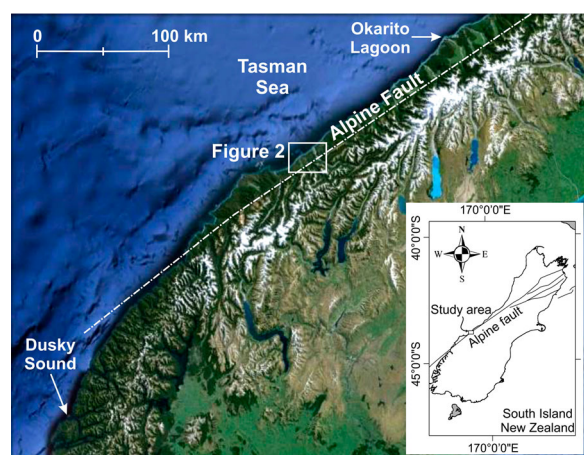 0 100 km
Okarito
Lagoon
Tasman
Sea
Alpine Fault
Figure 2
Dusky
Sound
170°0'0"E
40°0'0"S
N
W E
S
Study area
Alpine fault
45°0'0"S
South Island
New Zealand
170°0'0"E